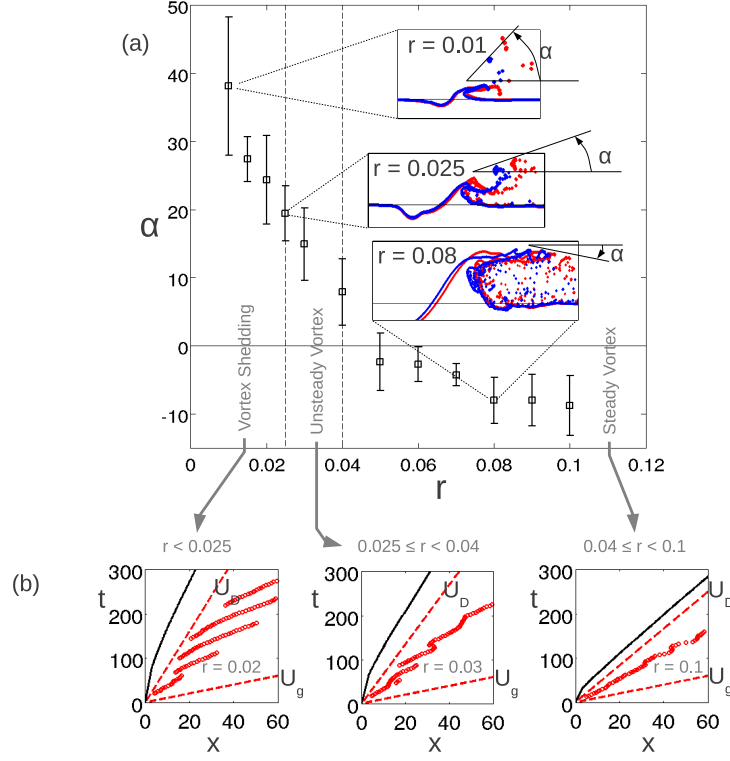 (a)
α
50
40
30
20
10
0
-10
r = 0.01
α
r = 0.025
α
r = 0.08
α
Vortex Shedding
Unsteady Vortex
Steady Vortex
0 0.02 0.04 0.06 0.08 0.1 0.12
r
(b)
r < 0.025
0.025 ≤ r < 0.04
0.04 ≤ r < 0.1
t
300
200
100
0
U_D
r = 0.02
U_g
0 20 40 60
x
t
300
200
100
0
U_D
r = 0.03
U_g
0 20 40 60
x
t
300
200
100
0
U_D
r = 0.1
U_g
0 20 40 60
x